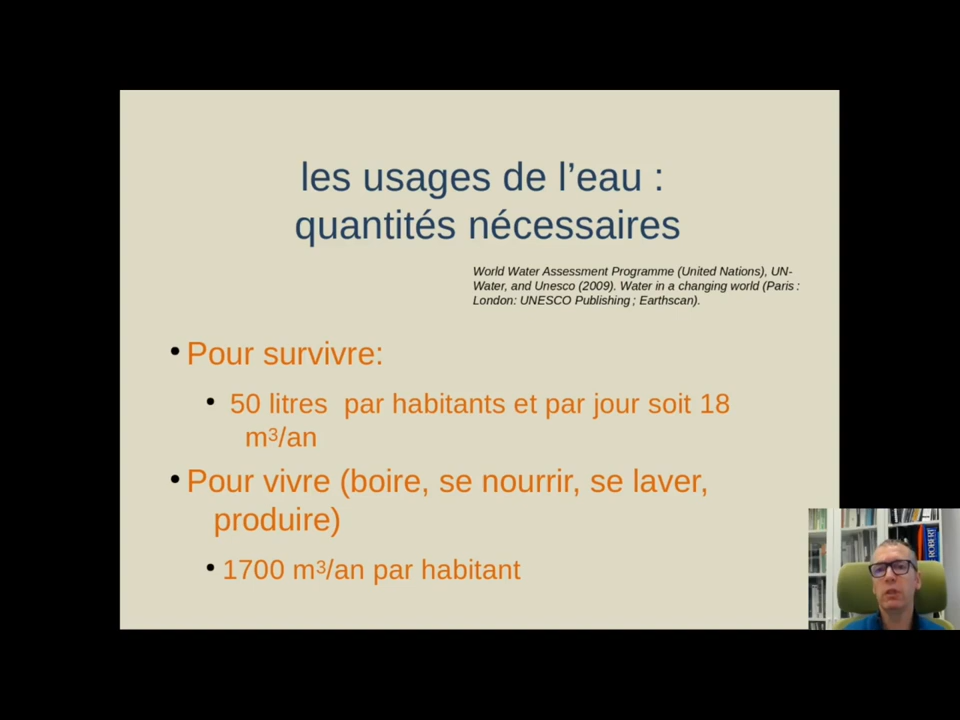 les usages de l’eau :
quantités nécessaires
World Water Assessment Programme (United Nations), UN-
Water, and Unesco (2009). Water in a changing world (Paris :
London: UNESCO Publishing ; Earthscan).
• Pour survivre:
• 50 litres par habitants et par jour soit 18
m3/an
• Pour vivre (boire, se nourrir, se laver,
produire)
• 1700 m3/an par habitant
ROBERT